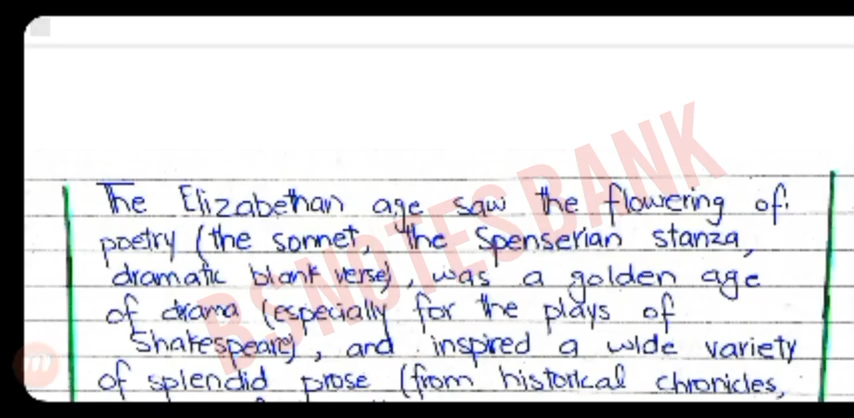 The Elizabethan age saw the flowering of
poetry (the sonnet, the Spenserian stanza,
dramatic blank verse), was a golden age
of drama (especially for the plays of
Shakespeare), and inspired a wide variety
of splendid prose (from historical chronicles,
BSNOTESBANK